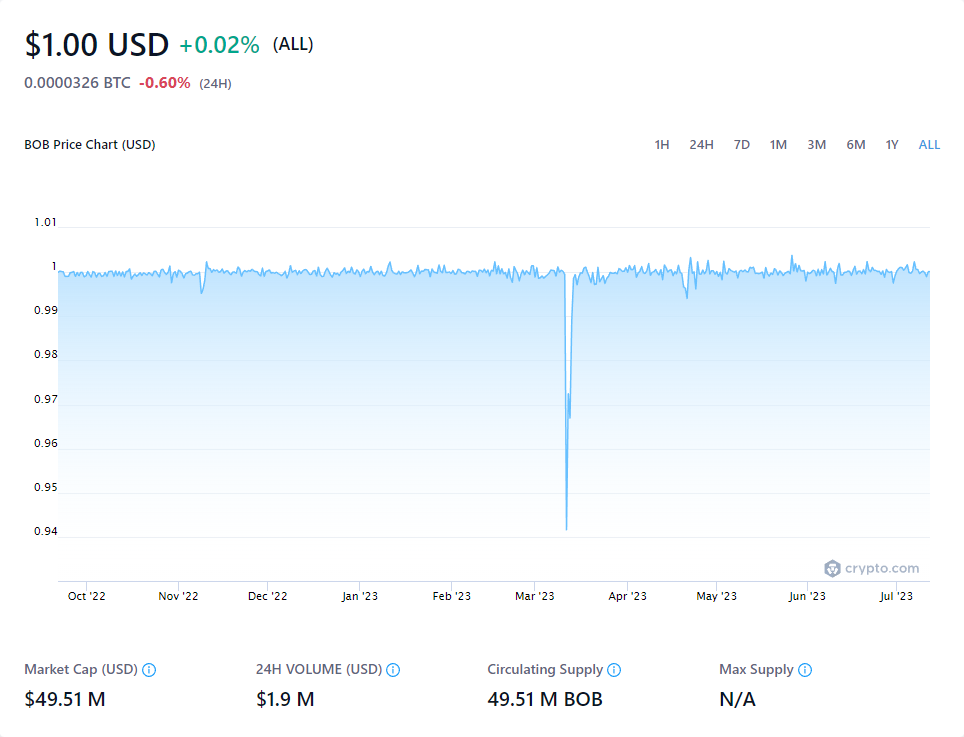 $1.00 USD +0.02% (ALL)
0.0000326 BTC -0.60% (24H)
BOB Price Chart (USD) 1H 24H 7D 1M 3M 6M 1Y ALL
1.01
1
0.99
0.98
0.97
0.96
0.95
0.94
crypto.com
Oct '22 Nov '22 Dec '22 Jan '23 Feb '23 Mar '23 Apr '23 May '23 Jun '23 Jul '23
Market Cap (USD) 24H VOLUME (USD) Circulating Supply Max Supply
$49.51 M $1.9 M 49.51 M BOB N/A